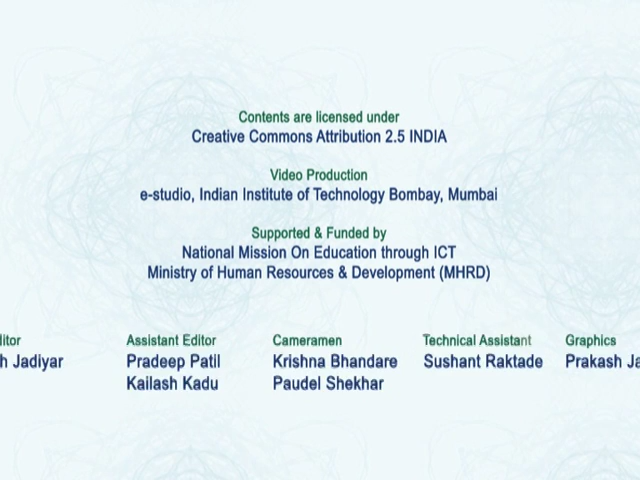 Contents are licensed under
Creative Commons Attribution 2.5 INDIA
Video Production
e-studio, Indian Institute of Technology Bombay, Mumbai
Supported & Funded by
National Mission On Education through ICT
Ministry of Human Resources & Development (MHRD)
Assistant Editor Cameramen Technical Assistant Graphics
Jadiyar Pradeep Patil Krishna Bhandare Sushant Raktade Prakash
Kailash Kadu Paudel Shekhar